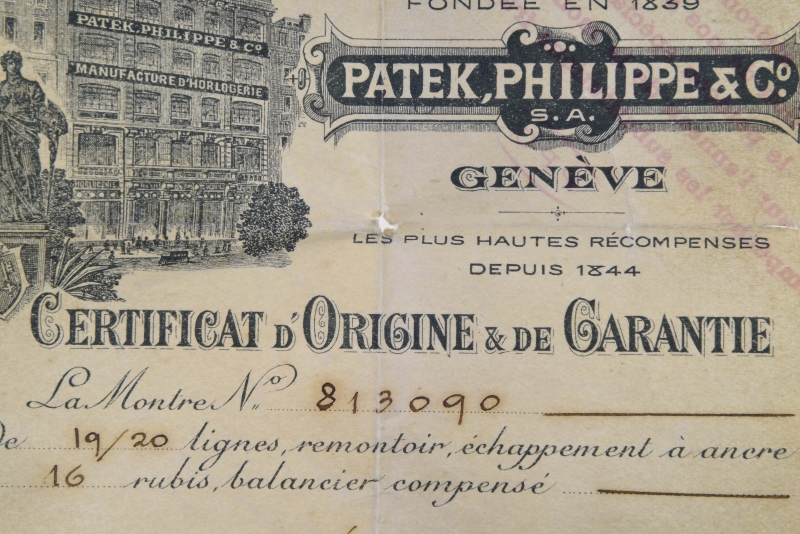 FONDÉE EN 1839
PATEK, PHILIPPE & Cº
MANUFACTURE D'HORLOGERIE
PATEK, PHILIPPE & Cº
S.A.
GENÈVE
LES PLUS HAUTES RÉCOMPENSES
DEPUIS 1844
CERTIFICAT D'ORIGINE & DE GARANTIE
La Montre Nº 813090
de 19/20 lignes, remontoir, échappement à ancre
16 rubis, balancier compensé